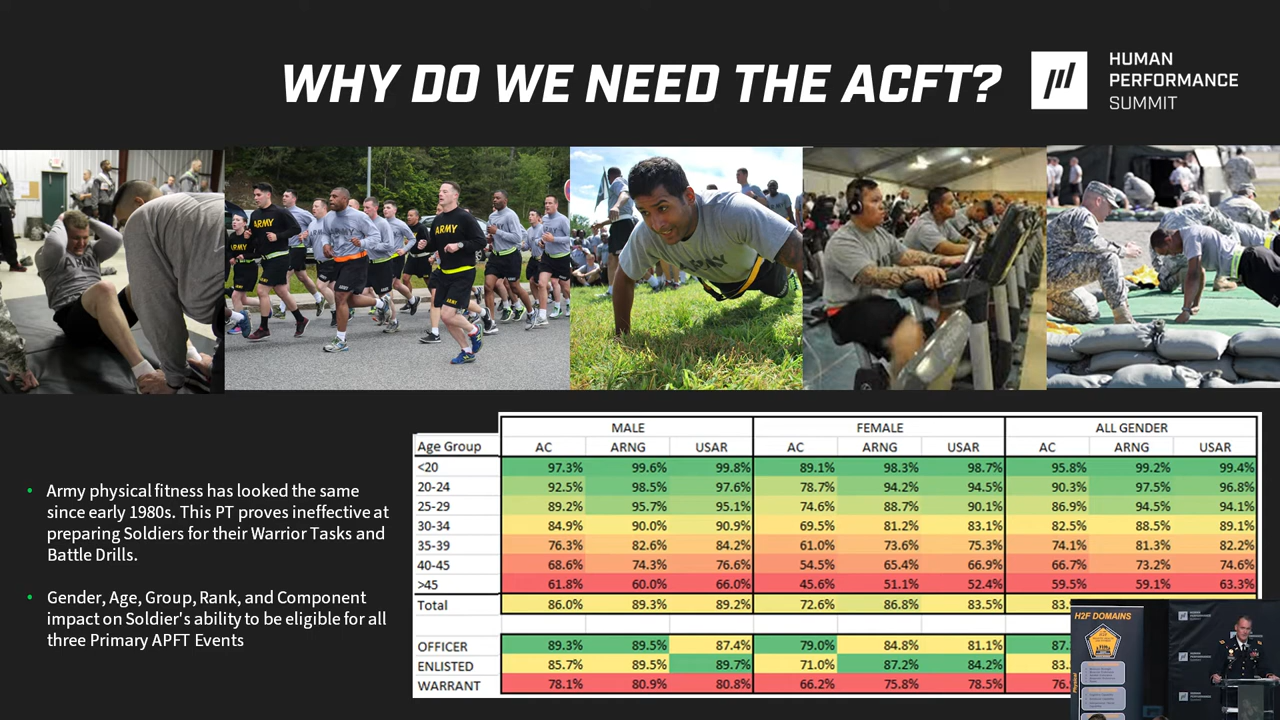 WHY DO WE NEED THE ACFT?
HUMAN
PERFORMANCE
SUMMIT
ARMY
ARMY
ARMY
ARMY
• Army physical fitness has looked the same
since early 1980s. This PT proves ineffective at
preparing Soldiers for their Warrior Tasks and
Battle Drills.
• Gender, Age, Group, Rank, and Component
impact on Soldier's ability to be eligible for all
three Primary APFT Events
MALE FEMALE ALL GENDER
Age Group AC ARNG USAR AC ARNG USAR AC ARNG USAR
<20 97.3% 99.6% 99.8% 89.1% 98.3% 98.7% 95.8% 99.2% 99.4%
20-24 92.5% 98.5% 97.6% 78.7% 94.2% 94.5% 90.3% 97.5% 96.8%
25-29 89.2% 95.7% 95.1% 74.6% 88.7% 90.1% 86.9% 94.5% 94.1%
30-34 84.9% 90.0% 90.9% 69.5% 81.2% 83.1% 82.5% 88.5% 89.1%
35-39 76.3% 82.6% 84.2% 61.0% 73.6% 75.3% 74.1% 81.3% 82.2%
40-45 68.6% 74.3% 76.6% 54.5% 65.4% 66.9% 66.7% 73.2% 74.6%
>45 61.8% 60.0% 66.0% 45.6% 51.1% 52.4% 59.5% 59.1% 63.3%
Total 86.0% 89.3% 89.2% 72.6% 86.8% 83.5% 83.
OFFICER 89.3% 89.5% 87.4% 79.0% 84.8% 81.1% 87.
ENLISTED 85.7% 89.5% 89.7% 71.0% 87.2% 84.2% 83.
WARRANT 78.1% 80.9% 80.8% 66.2% 75.8% 78.5% 76.
H2F DOMAINS
Physical
HUMAN
PERFORMANCE
SUMMIT